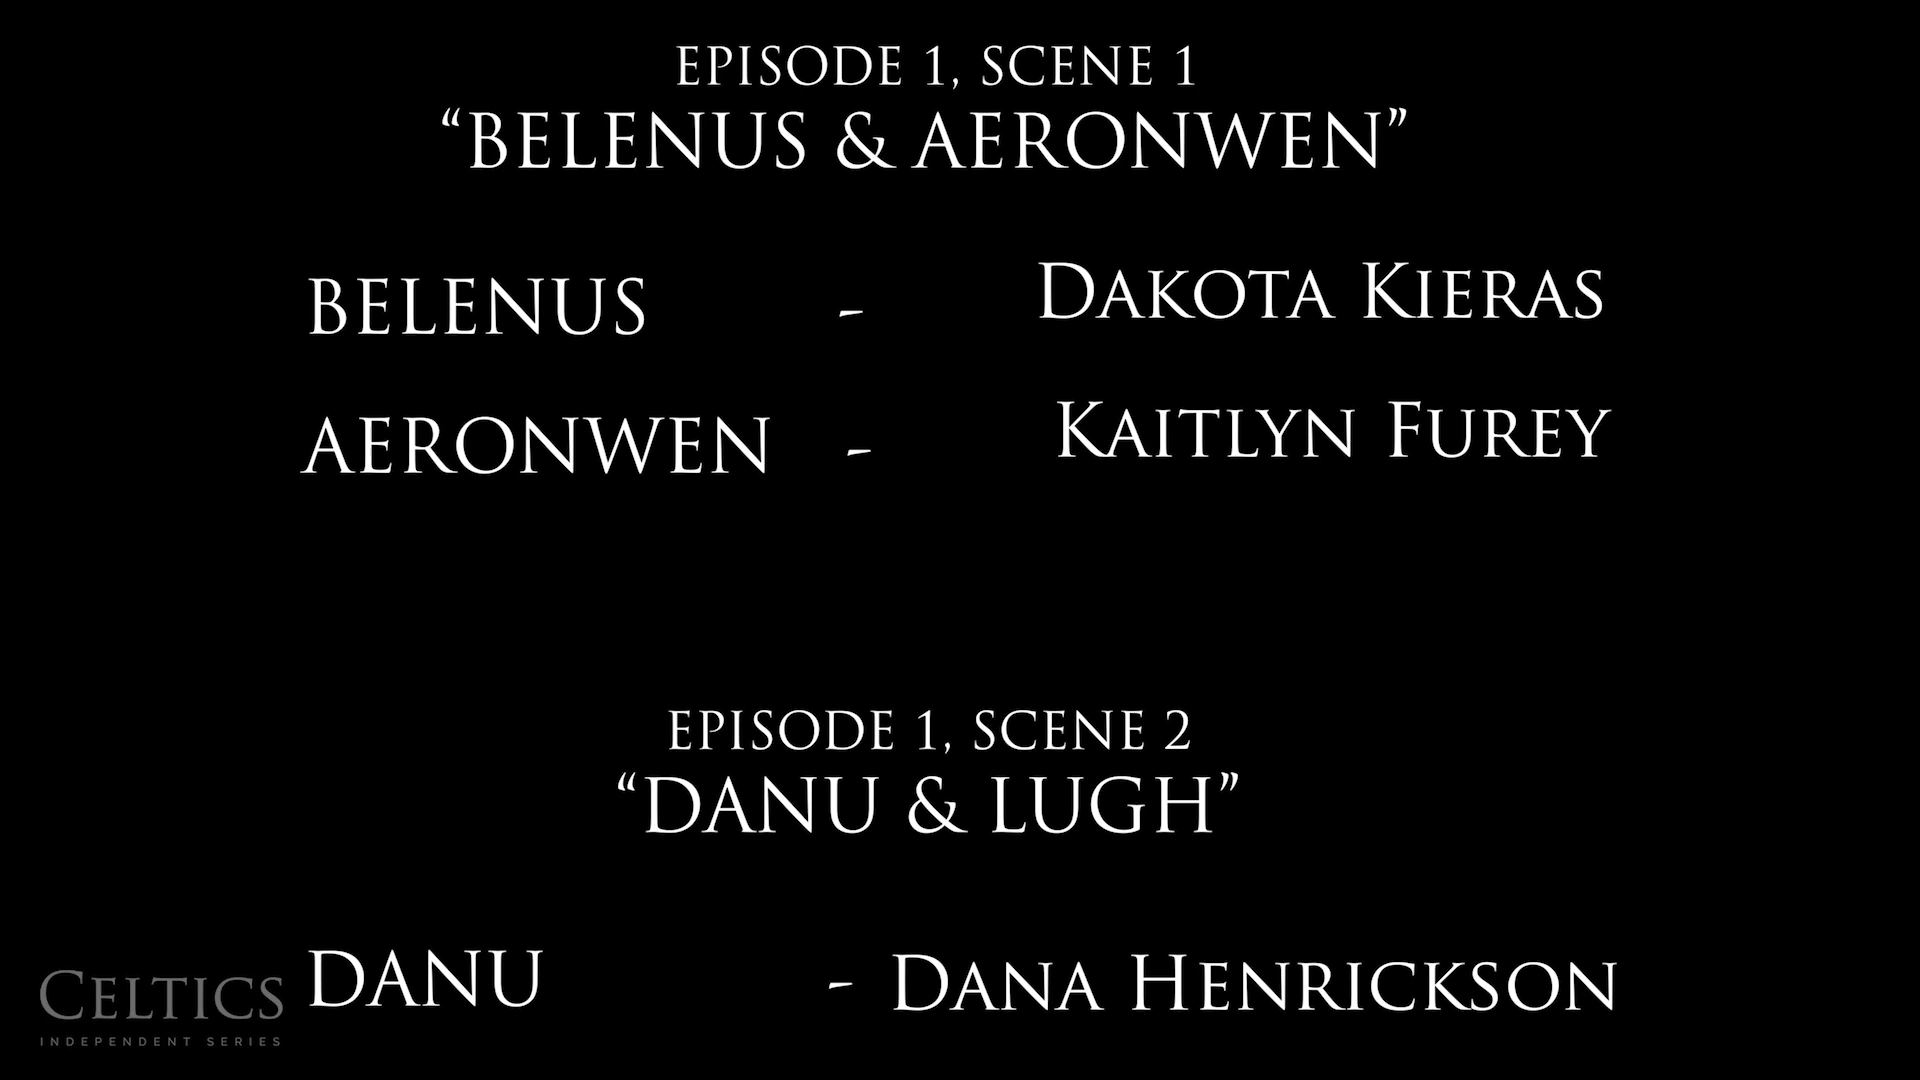 EPISODE 1, SCENE 1
“BELENUS & AERONWEN”
BELENUS - DAKOTA KIERAS
AERONWEN - KAITLYN FUREY
EPISODE 1, SCENE 2
“DANU & LUGH”
DANU - DANA HENRICKSON
CELTICS
INDEPENDENT SERIES